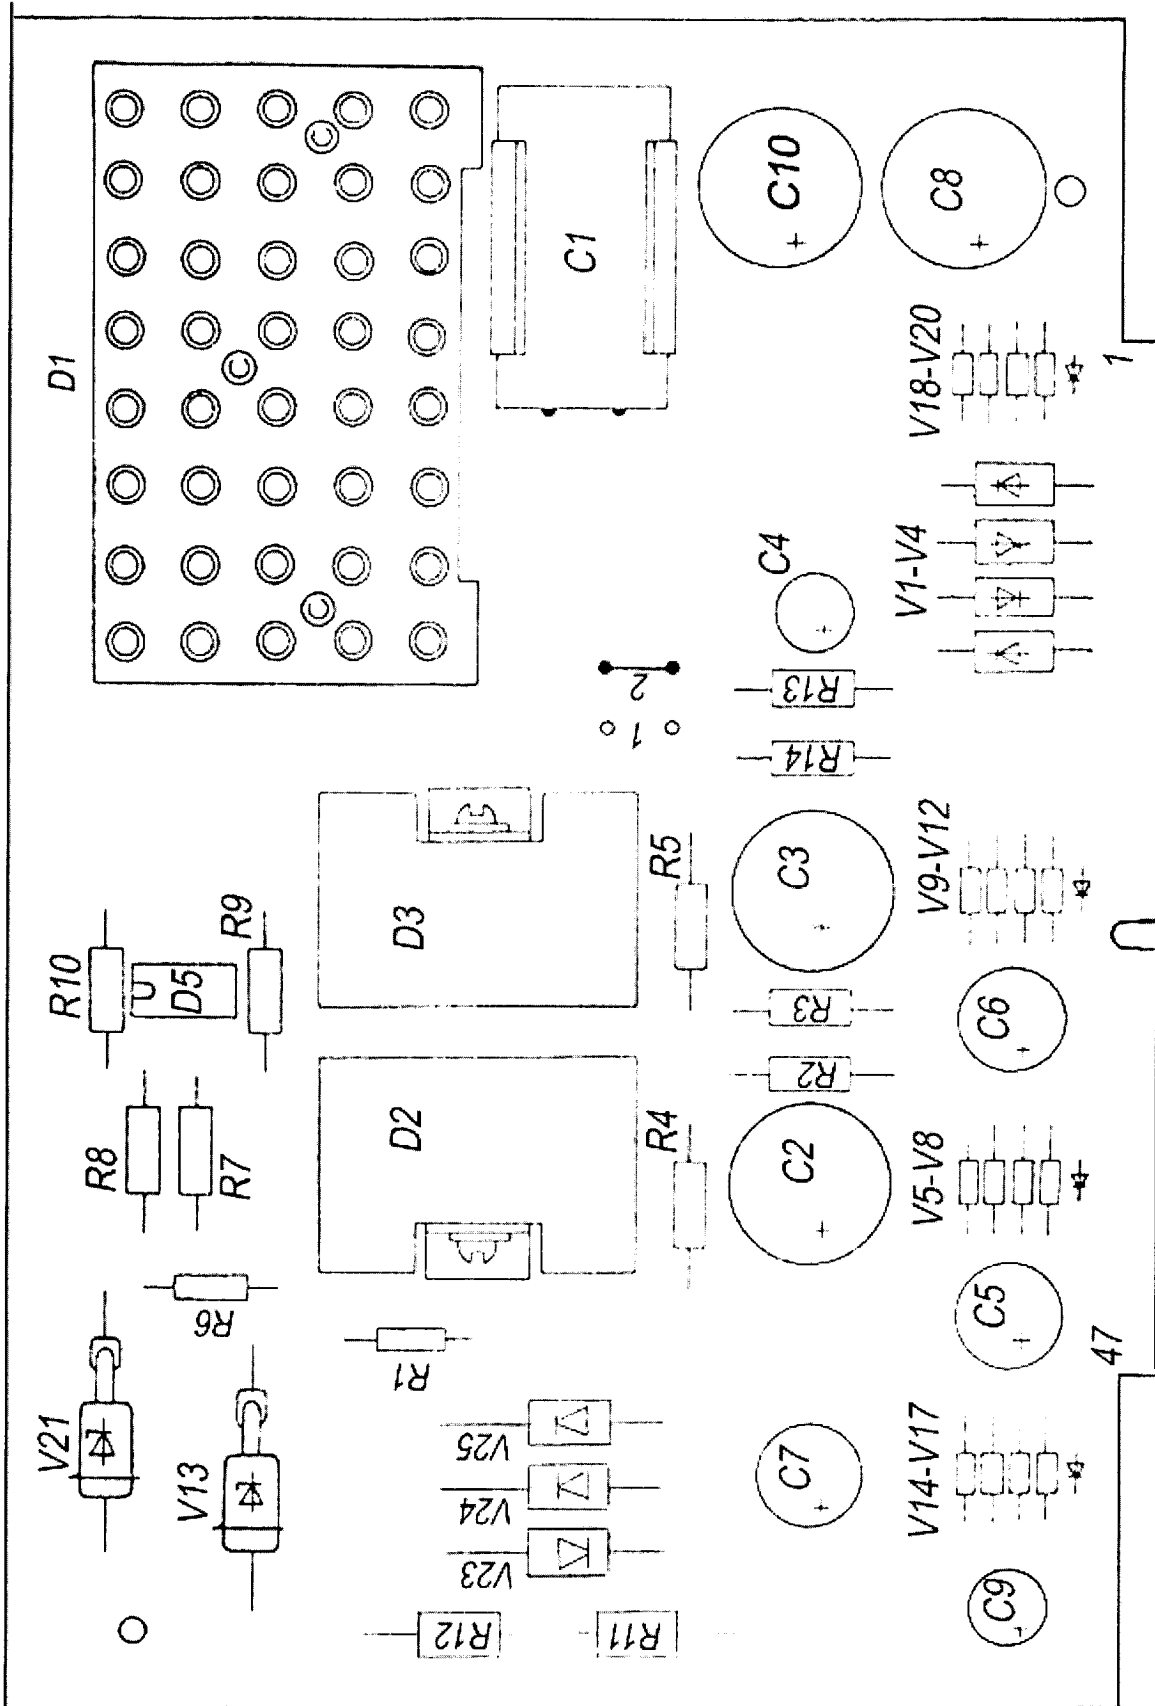 D1
C1
C10
C8
V18-V20
1
V1-V4
C4
2
1
R13
R14
R5
C3
V9-V12
D3
R9
R10
D5
R3
C6
R2
R4
D2
C2
V5-V8
R8
R7
R6
R1
C5
47
V21
V13
V25
V24
V23
C7
V14-V17
C9
R12
R11